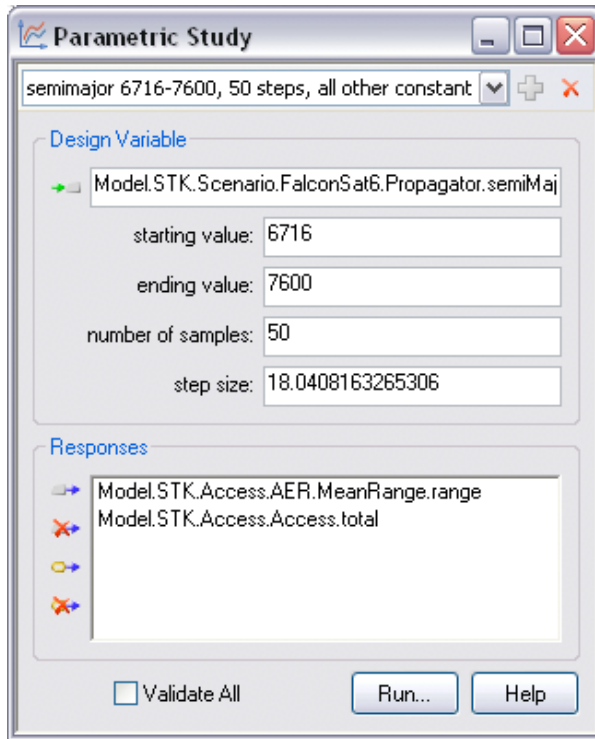 Parametric Study
semimajor 6716-7600, 50 steps, all other constant
Design Variable
Model.STK.Scenario.FalconSat6.Propagator.semiMaj
starting value: 6716
ending value: 7600
number of samples: 50
step size: 18.0408163265306
Responses
Model.STK.Access.AER.MeanRange.range
Model.STK.Access.Access.total
Validate All Run... Help